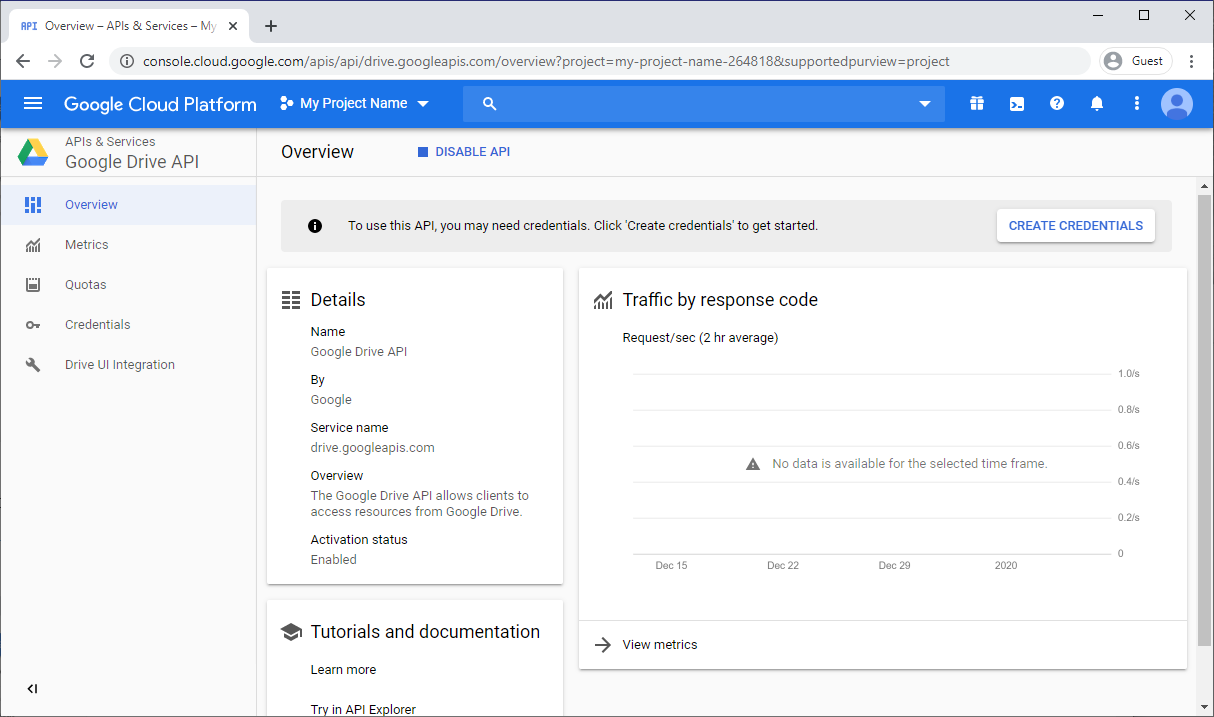 API Overview – APIs & Services – My
console.cloud.google.com/apis/api/drive.googleapis.com/overview?project=my-project-name-264818&supportedpurview=project
Guest
Google Cloud Platform
My Project Name
APIs & Services
Google Drive API
Overview
DISABLE API
Overview
Metrics
Quotas
Credentials
Drive UI Integration
To use this API, you may need credentials. Click 'Create credentials' to get started.
CREATE CREDENTIALS
Details
Name
Google Drive API
By
Google
Service name
drive.googleapis.com
Overview
The Google Drive API allows clients to
access resources from Google Drive.
Activation status
Enabled
Tutorials and documentation
Learn more
Try in API Explorer
Traffic by response code
Request/sec (2 hr average)
1.0/s
0.8/s
0.6/s
No data is available for the selected time frame.
0.4/s
0.2/s
0
Dec 15
Dec 22
Dec 29
2020
View metrics